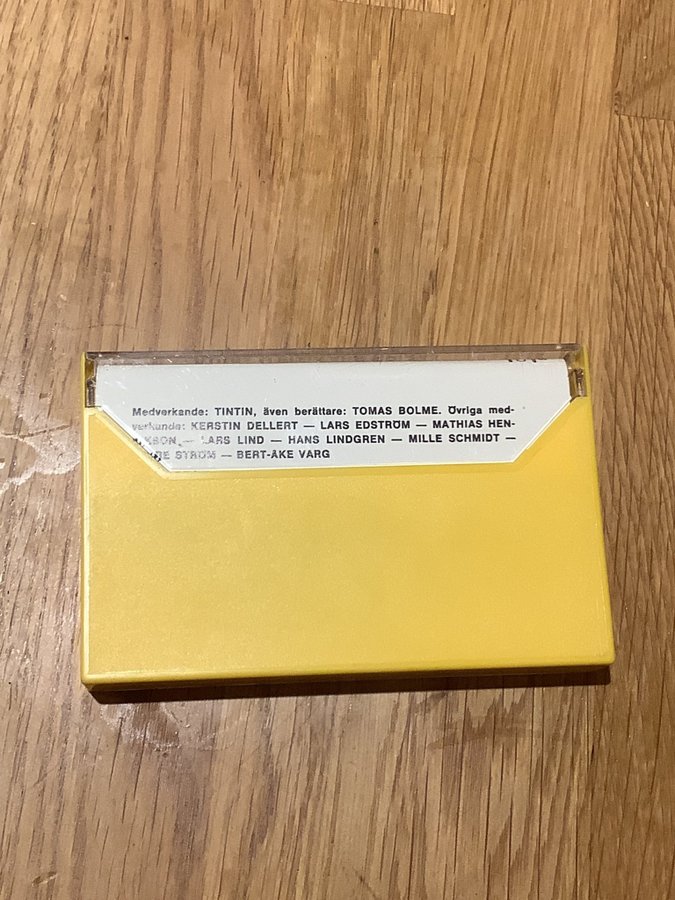 Medverkande: TINTIN, även berättare: TOMAS BOLME. Övriga med-
verkande: KERSTIN DELLERT — LARS EDSTRÖM — MATHIAS HEN-
— LARS LIND — HANS LINDGREN — MILLE SCHMIDT —
STRÖM — BERT-ÅKE VARG